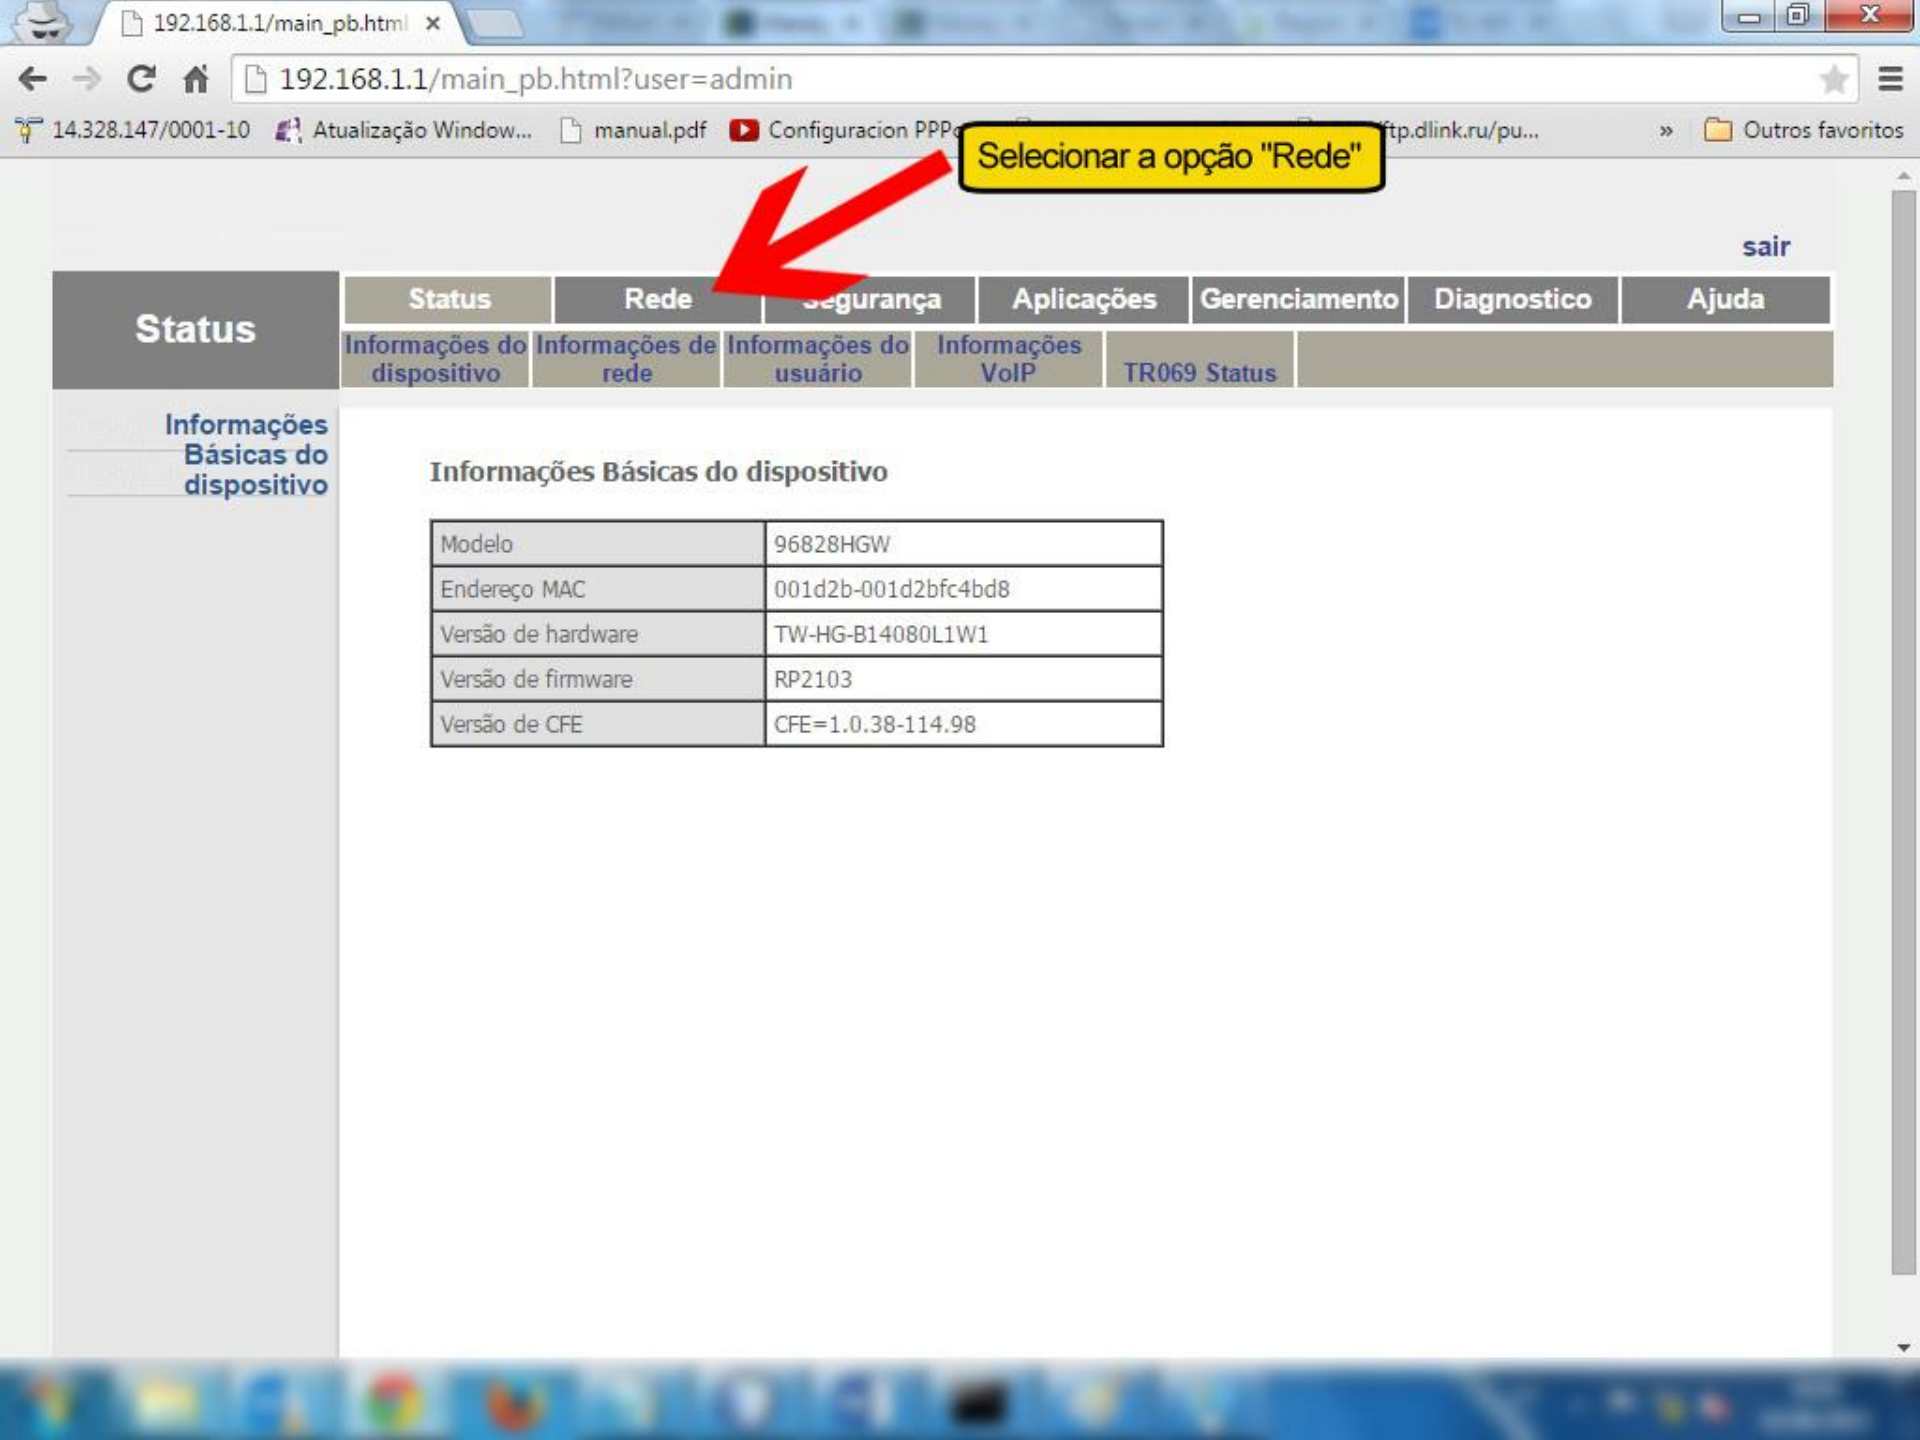 192.168.1.1/main_pb.html
192.168.1.1/main_pb.html?user=admin
14.328.147/0001-10
Atualização Window...
manual.pdf
Configuracion
ftp.dlink.ru/pu...
»
Outros favoritos
Selecionar a opção "Rede"
sair
Status
Status
Rede
Segurança
Aplicações
Gerenciamento
Diagnostico
Ajuda
Informações do dispositivo
Informações de rede
Informações do usuário
Informações VoIP
TR069 Status
Informações
Básicas do
dispositivo
Informações Básicas do dispositivo
Modelo 96828HGW
Endereço MAC 001d2b-001d2bfc4bd8
Versão de hardware TW-HG-B14080L1W1
Versão de firmware RP2103
Versão de CFE CFE=1.0.38-114.98